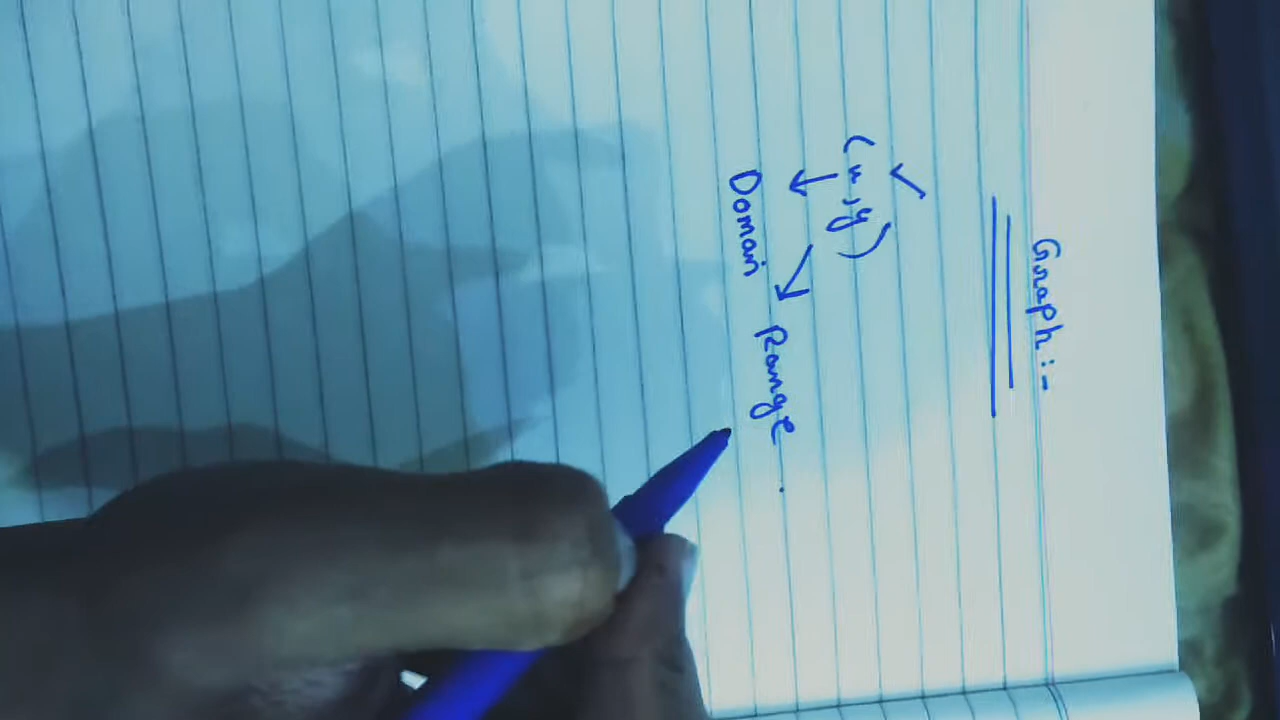 Graph :-
(x, y)
Domain
Range.